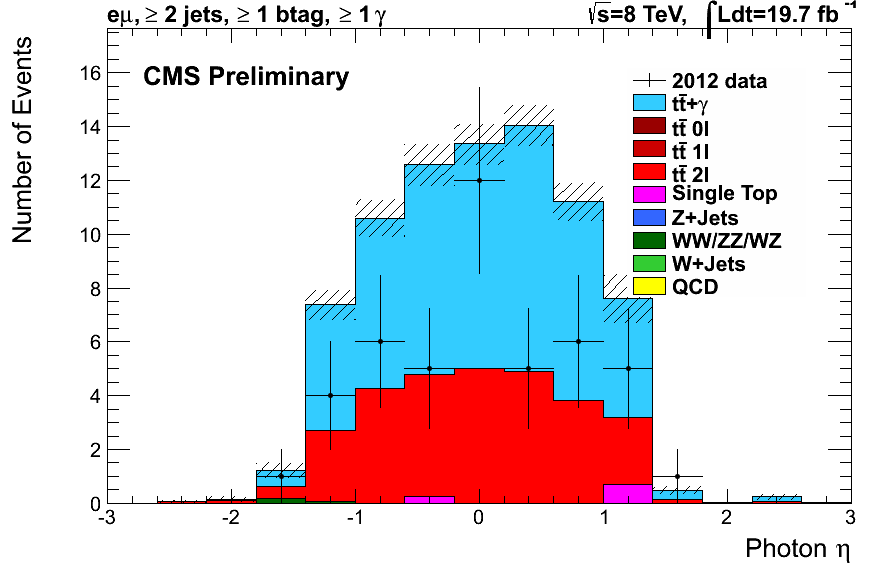 eμ, ≥ 2 jets, ≥ 1 btag, ≥ 1 γ
√s=8 TeV, ∫Ldt=19.7 fb⁻¹
CMS Preliminary
Number of Events
16
14
12
10
8
6
4
2
0
2012 data
tt̄+γ
tt̄ 0l
tt̄ 1l
tt̄ 2l
Single Top
Z+Jets
WW/ZZ/WZ
W+Jets
QCD
-3 -2 -1 0 1 2 3
Photon η